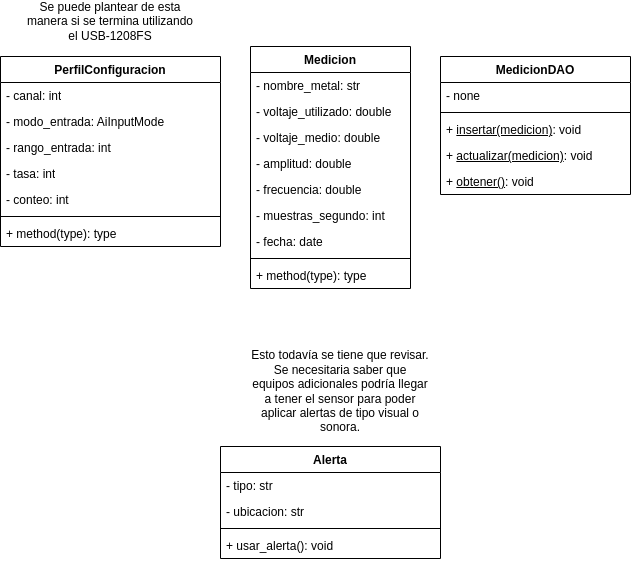 Se puede plantear de esta
manera si se termina utilizando
el USB-1208FS
PerfilConfiguracion
- canal: int
- modo_entrada: AiInputMode
- rango_entrada: int
- tasa: int
- conteo: int
+ method(type): type
Medicion
- nombre_metal: str
- voltaje_utilizado: double
- voltaje_medio: double
- amplitud: double
- frecuencia: double
- muestras_segundo: int
- fecha: date
+ method(type): type
MedicionDAO
- none
+ insertar(medicion): void
+ actualizar(medicion): void
+ obtener(): void
Esto todavía se tiene que revisar.
Se necesitaria saber que
equipos adicionales podría llegar
a tener el sensor para poder
aplicar alertas de tipo visual o
sonora.
Alerta
- tipo: str
- ubicacion: str
+ usar_alerta(): void